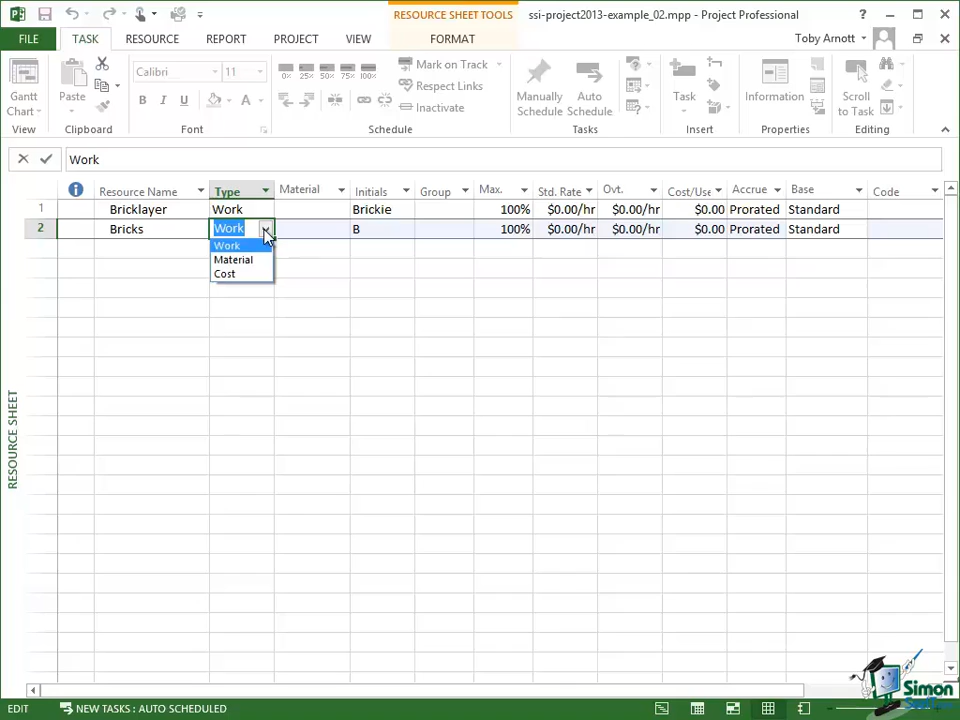 RESOURCE SHEET TOOLS
ssi-project2013-example_02.mpp - Project Professional
FILE TASK RESOURCE REPORT PROJECT VIEW FORMAT Toby Arnott
Gantt Chart
Paste
Calibri 11
B I U A
0% 25% 50% 75% 100%
Mark on Track
Respect Links
Inactivate
Manually Schedule
Auto Schedule
Task
Information
Scroll to Task
View Clipboard Font Schedule Tasks Insert Properties Editing
Work
Resource Name Type Material Initials Group Max. Std. Rate Ovt. Cost/Use Accrue Base Code
1 Bricklayer Work Brickie 100% $0.00/hr $0.00/hr $0.00 Prorated Standard
2 Bricks Work B 100% $0.00/hr $0.00/hr $0.00 Prorated Standard
Work
Material
Cost
RESOURCE SHEET
Simon
EDIT NEW TASKS : AUTO SCHEDULED